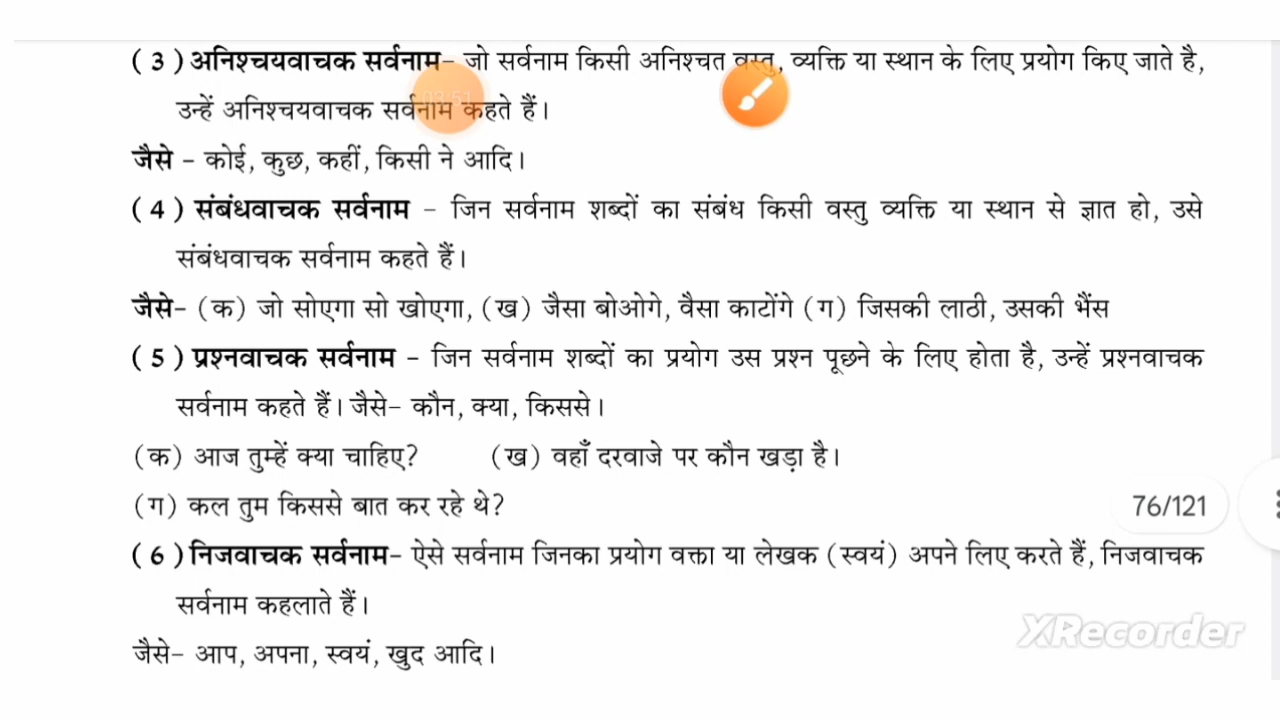 ( 3 ) अनिश्चयवाचक सर्वनाम– जो सर्वनाम किसी अनिश्चत वस्तु, व्यक्ति या स्थान के लिए प्रयोग किए जाते है,
उन्हें अनिश्चयवाचक सर्वनाम कहते हैं।
03:51
जैसे – कोई, कुछ, कहीं, किसी ने आदि।
( 4 ) संबंधवाचक सर्वनाम – जिन सर्वनाम शब्दों का संबंध किसी वस्तु व्यक्ति या स्थान से ज्ञात हो, उसे
संबंधवाचक सर्वनाम कहते हैं।
जैसे– (क) जो सोएगा सो खोएगा, (ख) जैसा बोओगे, वैसा काटोंगे (ग) जिसकी लाठी, उसकी भैंस
( 5 ) प्रश्नवाचक सर्वनाम – जिन सर्वनाम शब्दों का प्रयोग उस प्रश्न पूछने के लिए होता है, उन्हें प्रश्नवाचक
सर्वनाम कहते हैं। जैसे– कौन, क्या, किससे।
(क) आज तुम्हें क्या चाहिए? (ख) वहाँ दरवाजे पर कौन खड़ा है।
(ग) कल तुम किससे बात कर रहे थे?
76/121
( 6 ) निजवाचक सर्वनाम– ऐसे सर्वनाम जिनका प्रयोग वक्ता या लेखक (स्वयं) अपने लिए करते हैं, निजवाचक
सर्वनाम कहलाते हैं।
XRecorder
जैसे– आप, अपना, स्वयं, खुद आदि।